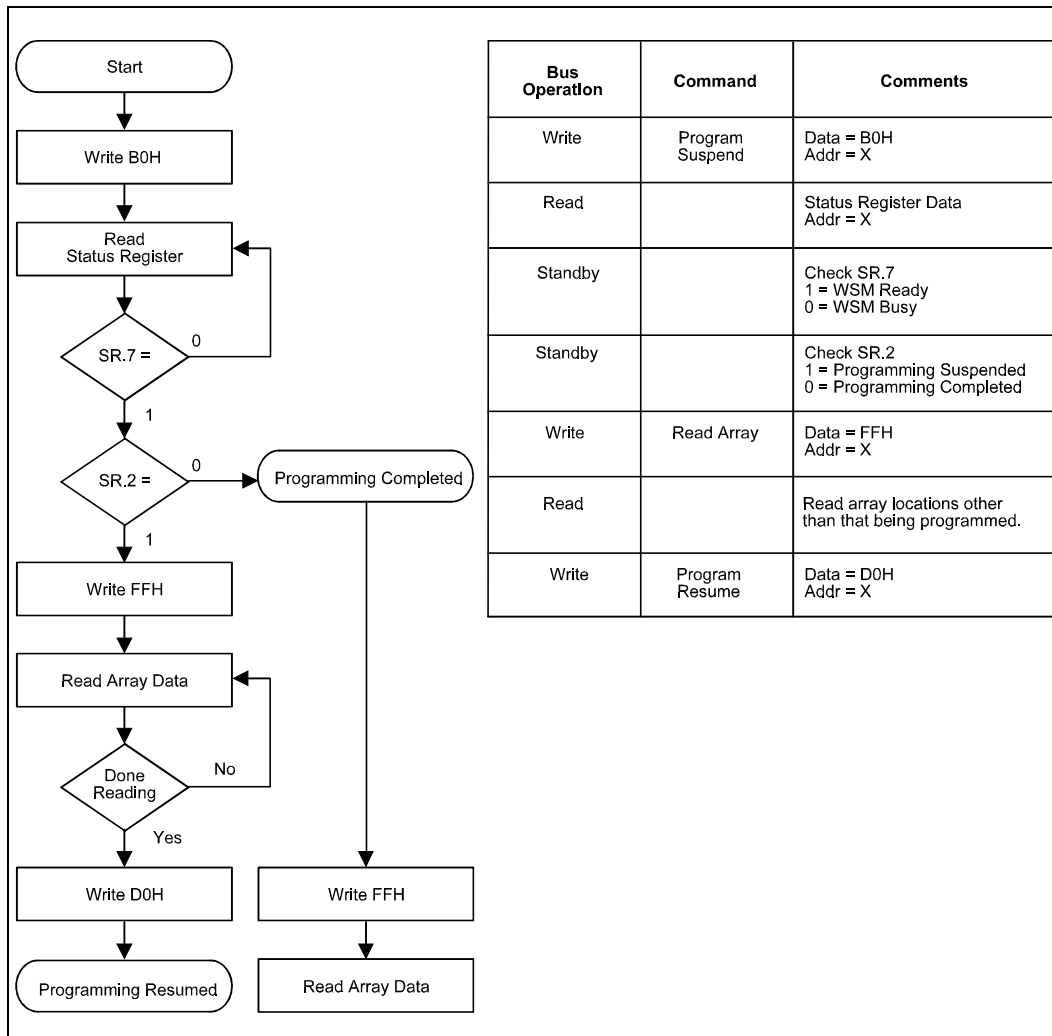 Start
Write B0H
Read
Status Register
SR.7 =
0
1
SR.2 =
0
Programming Completed
1
Write FFH
Read Array Data
Done
Reading
No
Yes
Write D0H
Write FFH
Programming Resumed
Read Array Data
Bus
Operation
Command
Comments
Write
Program
Suspend
Data = B0H
Addr = X
Read
Status Register Data
Addr = X
Standby
Check SR.7
1 = WSM Ready
0 = WSM Busy
Standby
Check SR.2
1 = Programming Suspended
0 = Programming Completed
Write
Read Array
Data = FFH
Addr = X
Read
Read array locations other
than that being programmed.
Write
Program
Resume
Data = D0H
Addr = X